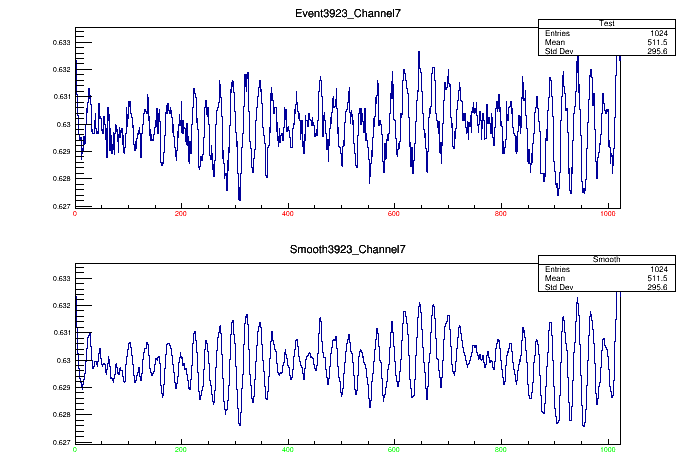 Event3923_Channel7
Test
Entries 1024
Mean 511.5
Std Dev 295.6
0.633
0.632
0.631
0.63
0.629
0.628
0.627
0 200 400 600 800 1000
Smooth3923_Channel7
Smooth
Entries 1024
Mean 511.5
Std Dev 295.6
0.633
0.632
0.631
0.63
0.629
0.628
0.627
0 200 400 600 800 1000